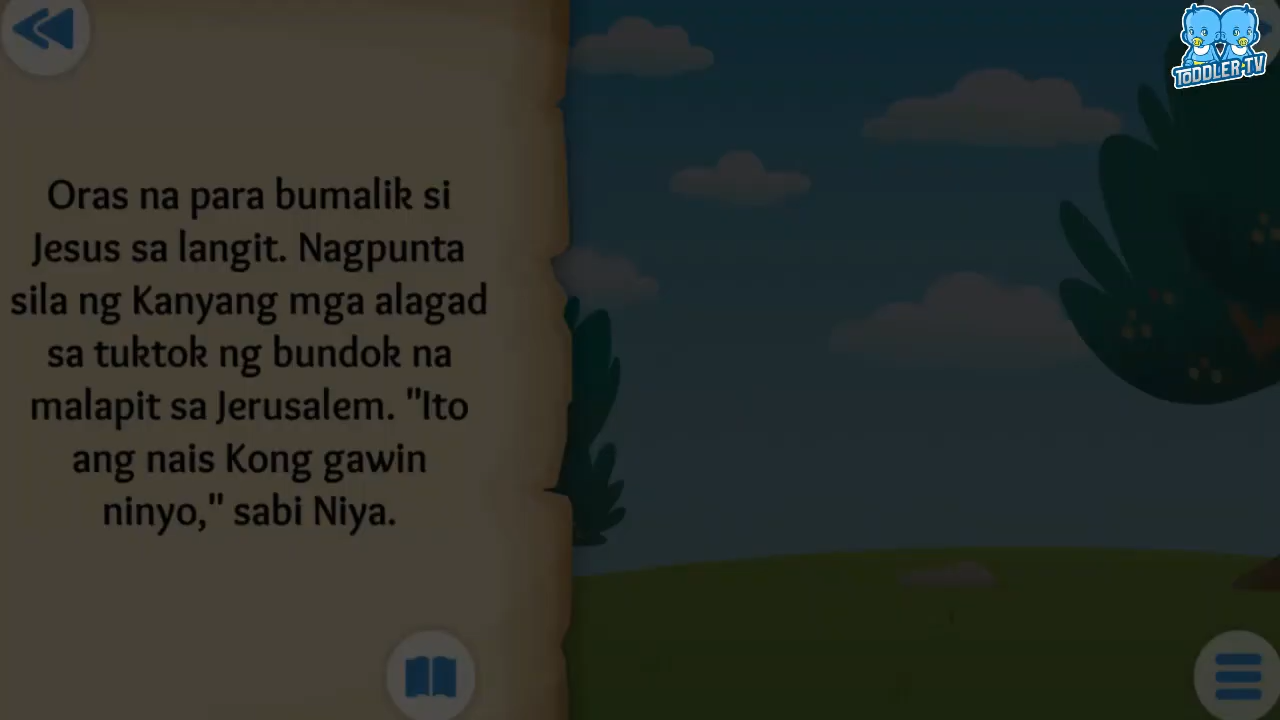 Oras na para bumalik si
Jesus sa langit. Nagpunta
sila ng Kanyang mga alagad
sa tuktok ng bundok na
malapit sa Jerusalem. "Ito
ang nais Kong gawin
ninyo," sabi Niya.
TODDLER TV